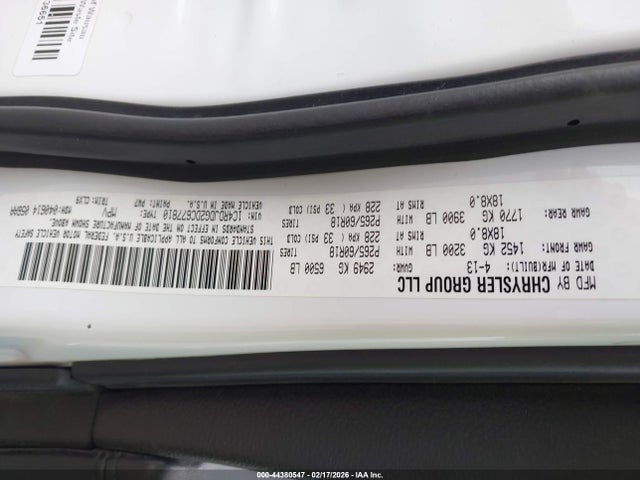 MFD BY CHRYSLER GROUP LLC
DATE OF MFR(BUILT): 4-13 GVWR: 2949 KG 6500 LB
GAWR FRONT: 1452 KG 3200 LB WITH P265/60R18 TIRES
18X8.0 RIMS AT 228 KPA ( 33 PSI) COLD
GAWR REAR: 1770 KG 3900 LB WITH P265/60R18 TIRES
18X8.0 RIMS AT 228 KPA ( 33 PSI) COLD
THIS VEHICLE CONFORMS TO ALL APPLICABLE U.S.A. FEDERAL MOTOR VEHICLE SAFETY
STANDARDS IN EFFECT ON THE DATE OF MANUFACTURE SHOWN ABOVE.
VIN: TYPE: MPV
VEHICLE MADE IN U.S.A. PAINT: PW7 TRIM: CLX9
000-44380547 - 02/17/2026 - IAAI.COM